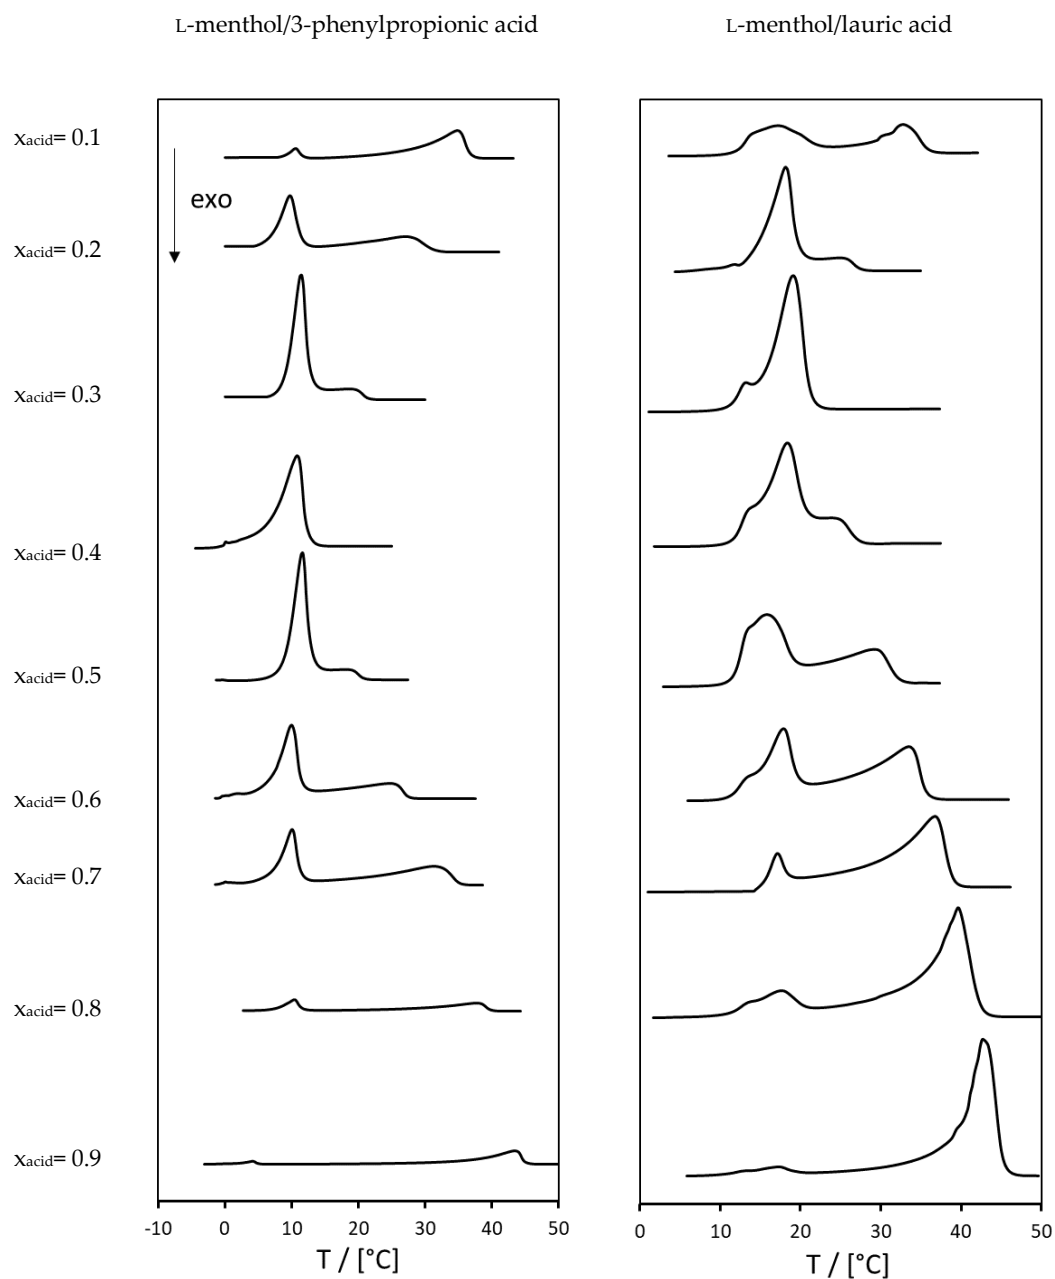 L-menthol/3-phenylpropionic acid
L-menthol/lauric acid
xacid= 0.1
exo
xacid= 0.2
xacid= 0.3
xacid= 0.4
xacid= 0.5
xacid= 0.6
xacid= 0.7
xacid= 0.8
xacid= 0.9
-10 0 10 20 30 40 50
0 10 20 30 40 50
T / [°C]
T / [°C]